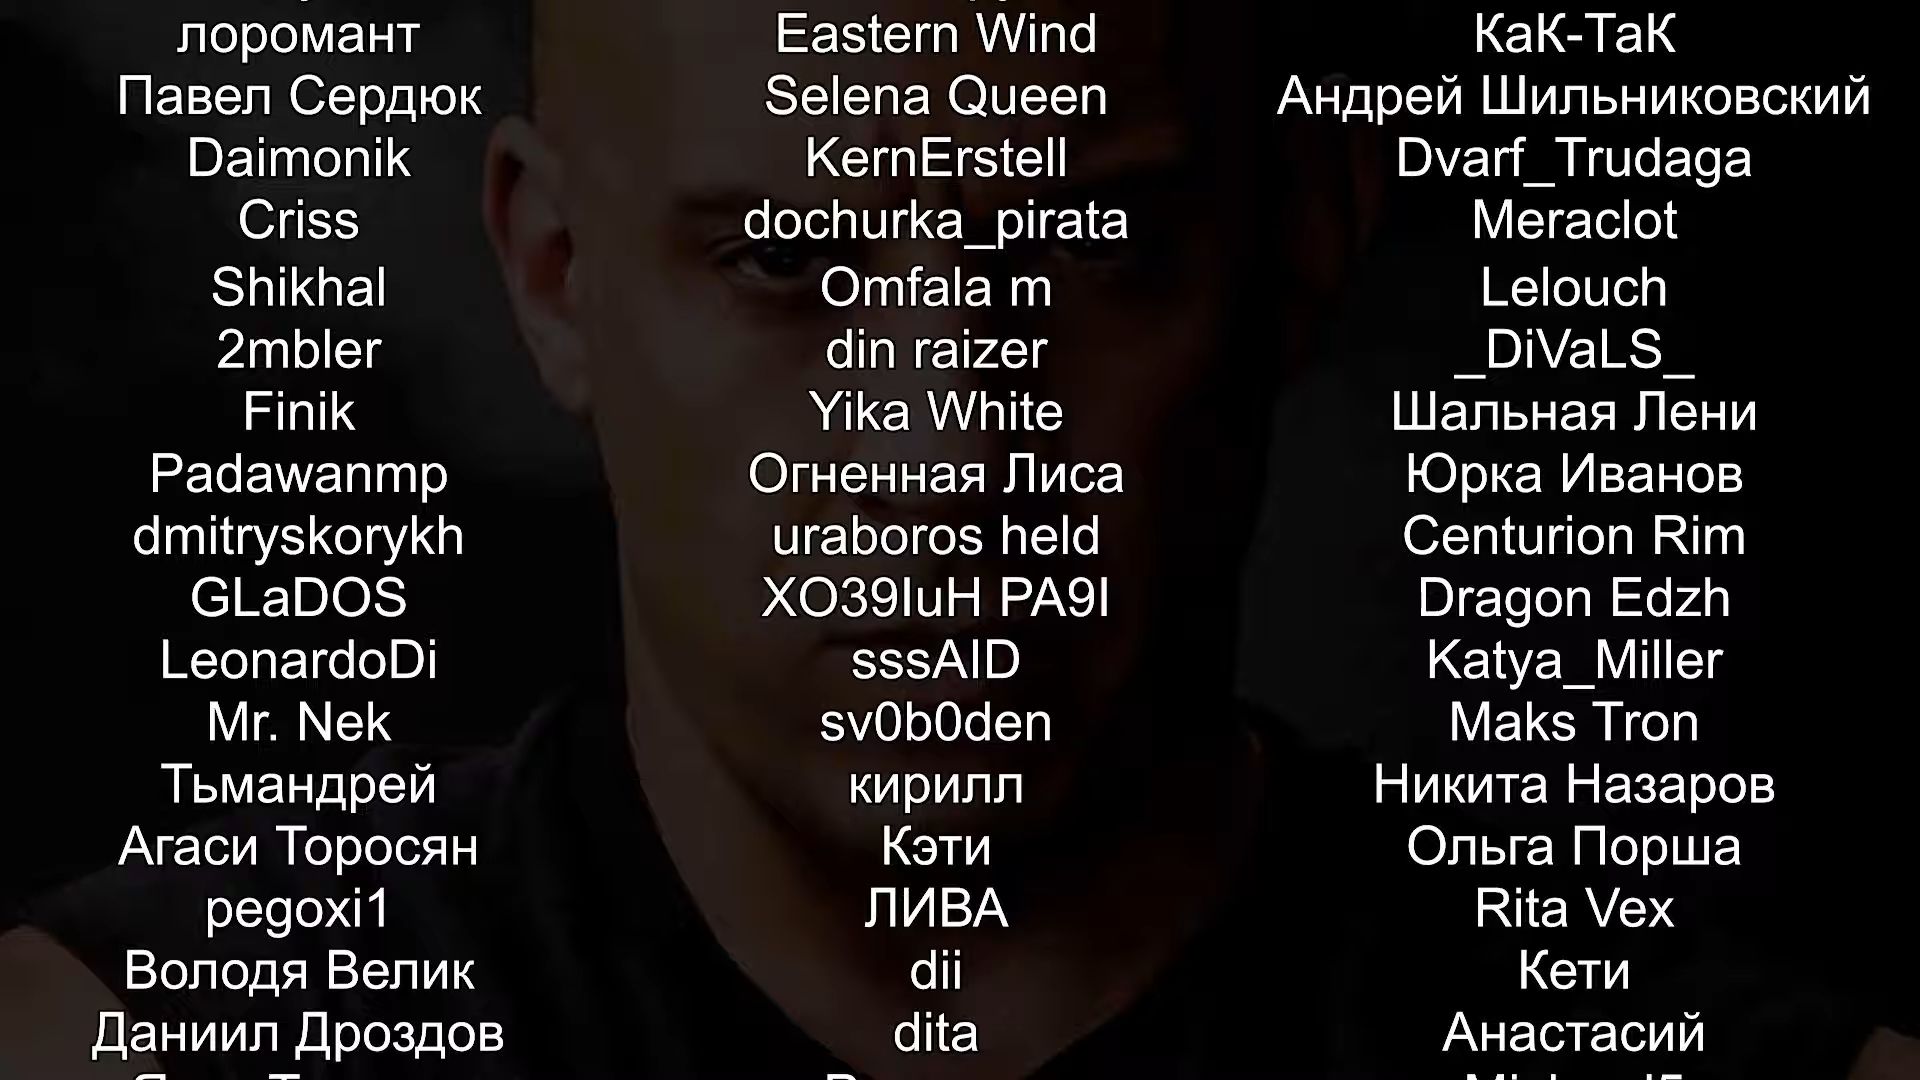 лоромант Eastern Wind КаК-ТаК
Павел Сердюк Selena Queen Андрей Шильниковский
Daimonik KernErstell Dvarf_Trudaga
Criss dochurka_pirata Meraclot
Shikhal Omfala m Lelouch
2mbler din raizer _DiVaLS_
Finik Yika White Шальная Лени
Padawanmp Огненная Лиса Юрка Иванов
dmitryskorykh uraboros held Centurion Rim
GLaDOS XO39IuH PA9I Dragon Edzh
LeonardoDi sssAID Katya_Miller
Mr. Nek sv0b0den Maks Tron
Тьмандрей кирилл Никита Назаров
Агаси Торосян Кэти Ольга Порша
pegoxi1 ЛИВА Rita Vex
Володя Велик dii Кети
Даниил Дроздов dita Анастасий